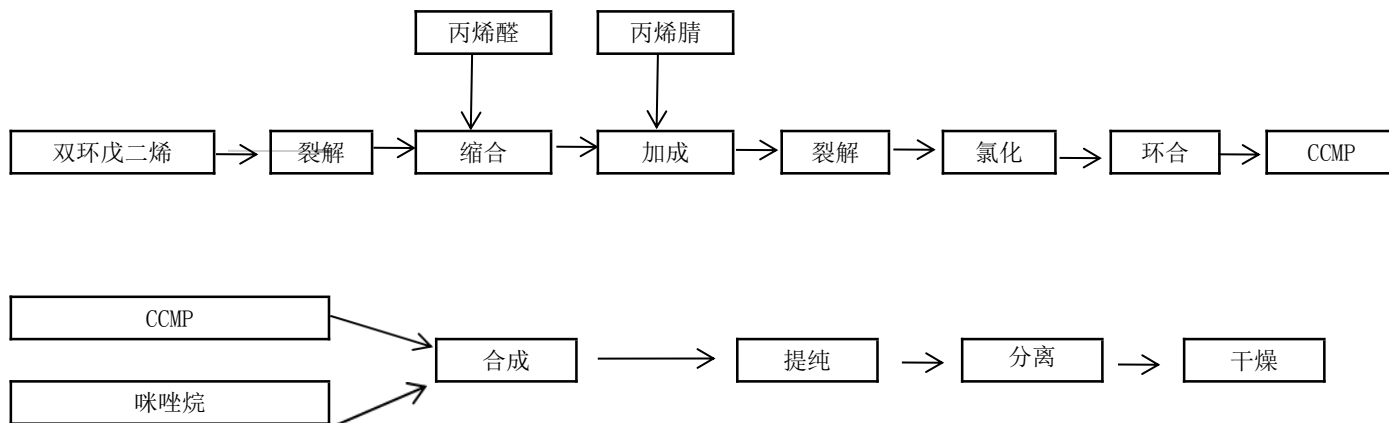 丙烯醛
丙烯腈
双环戊二烯
裂解
缩合
加成
裂解
氯化
环合
CCMP
CCMP
合成
提纯
分离
干燥
咪唑烷